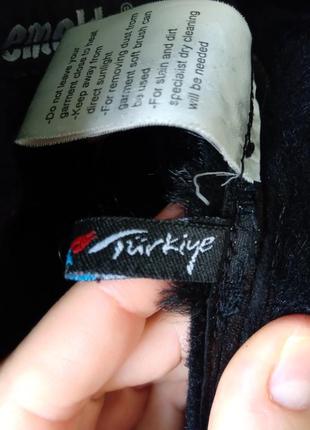 -Do not leave your
garment close to heat
-Keep away from
direct sunlight
-For removing dust from
garment soft brush can
be used
-For stain and dirt
specialist dry cleaning
will be needed
Türkiye